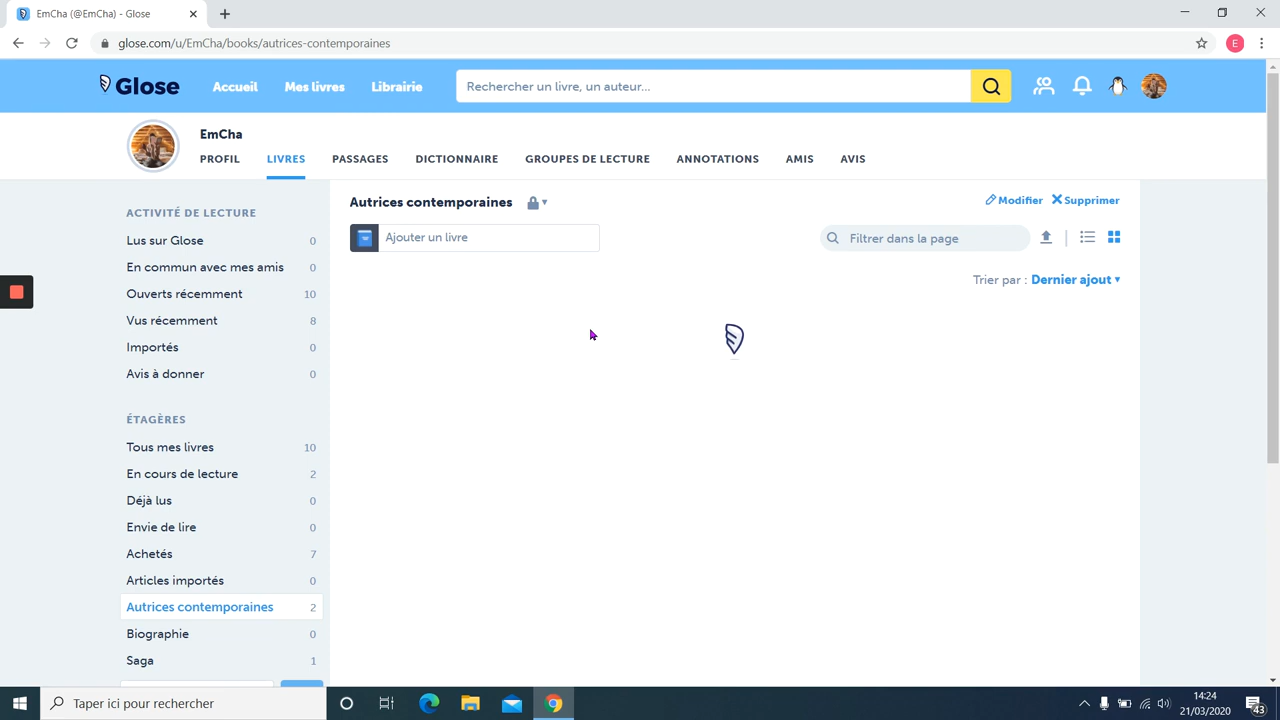 EmCha (@EmCha) - Glose
glose.com/u/EmCha/books/autrices-contemporaines
E
Glose
Accueil
Mes livres
Librairie
Rechercher un livre, un auteur...
EmCha
PROFIL
LIVRES
PASSAGES
DICTIONNAIRE
GROUPES DE LECTURE
ANNOTATIONS
AMIS
AVIS
ACTIVITÉ DE LECTURE
Lus sur Glose 0
En commun avec mes amis 0
Ouverts récemment 10
Vus récemment 8
Importés 0
Avis à donner 0
ÉTAGÈRES
Tous mes livres 10
En cours de lecture 2
Déjà lus 0
Envie de lire 0
Achetés 7
Articles importés 0
Autrices contemporaines 2
Biographie 0
Saga 1
Autrices contemporaines
Modifier
Supprimer
Ajouter un livre
Filtrer dans la page
Trier par : Dernier ajout
Taper ici pour rechercher
14:24
21/03/2020
43